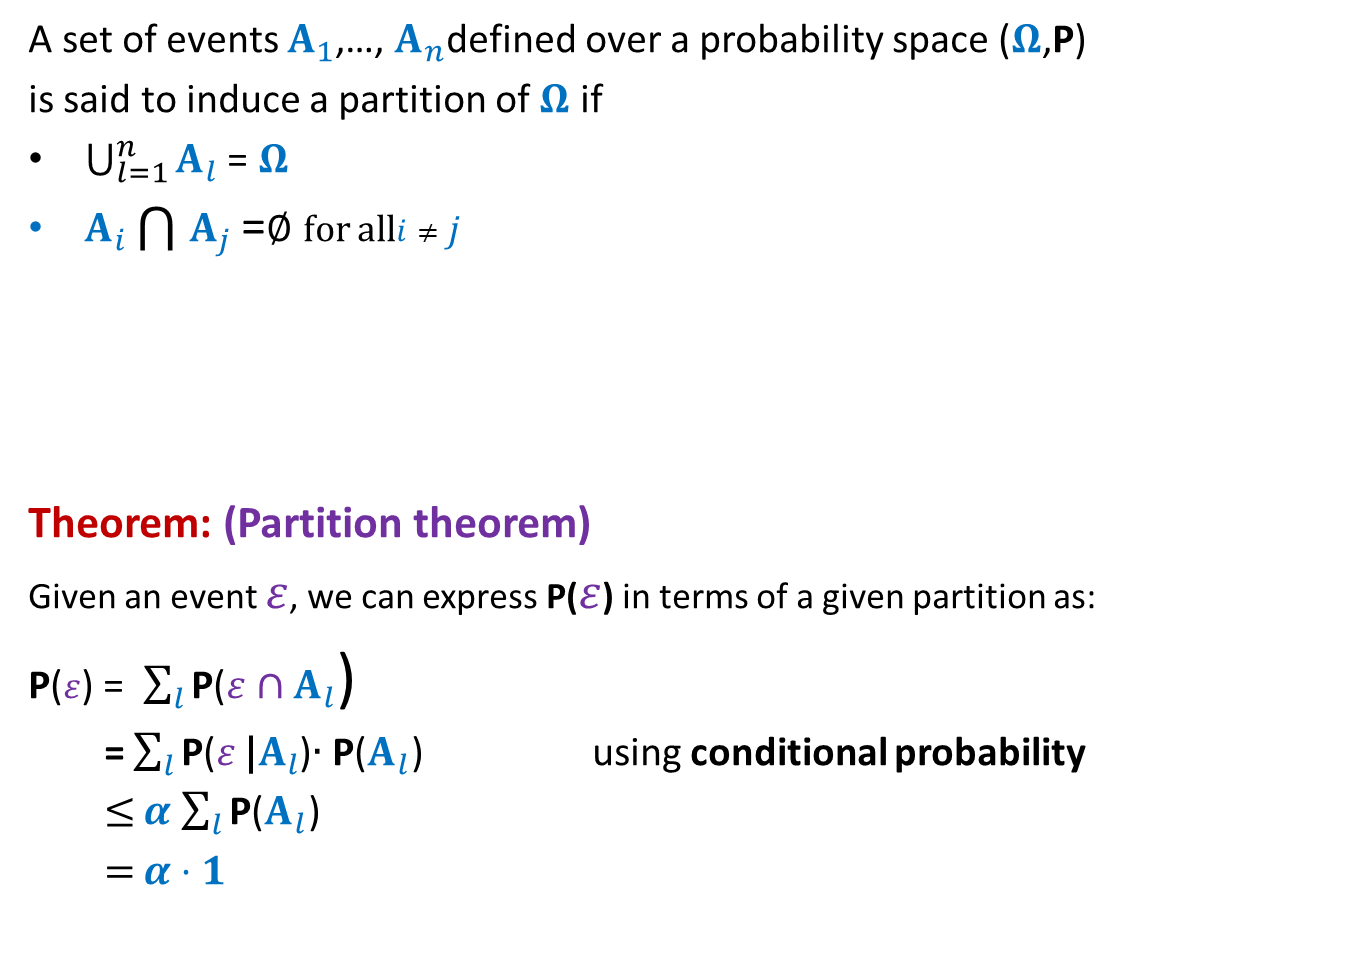 A set of events A₁,…, Aₙ defined over a probability space (Ω,P)
is said to induce a partition of Ω if
• ⋃ₗ₌₁ⁿ Aₗ = Ω
• Aᵢ ⋂ Aⱼ =∅ for all i ≠ j
Theorem: (Partition theorem)
Given an event ℰ, we can express P(ℰ) in terms of a given partition as:
P(ε) = ∑ₗ P(ε ∩ Aₗ)
= ∑ₗ P(ε |Aₗ)· P(Aₗ) using conditional probability
≤ α ∑ₗ P(Aₗ)
= α · 1